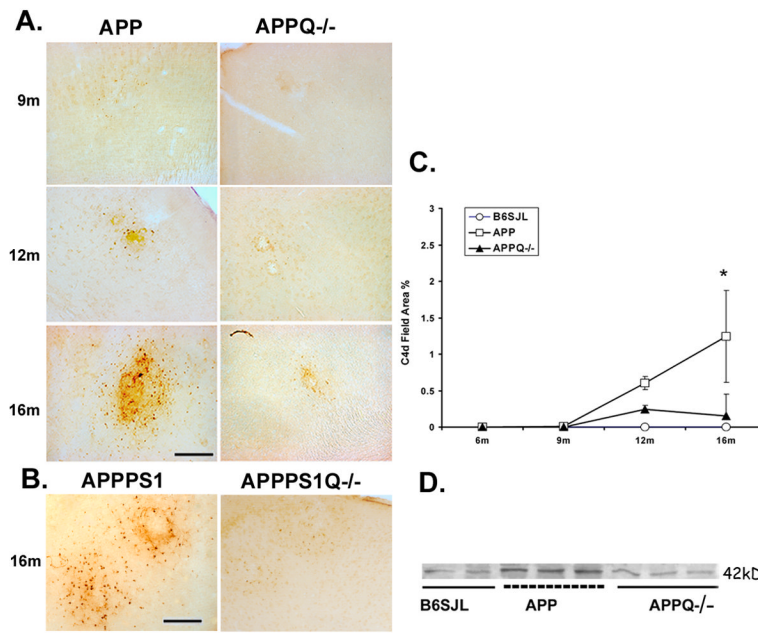 A.
APP APPQ-/-
9m
12m
16m
B.
APPPS1 APPPS1Q-/-
16m
C.
B6SJL
APP
APPQ-/-
C4d Field Area %
3
2.5
2
1.5
1
0.5
0
*
6m 9m 12m 16m
D.
42kD
B6SJL APP APPQ-/-